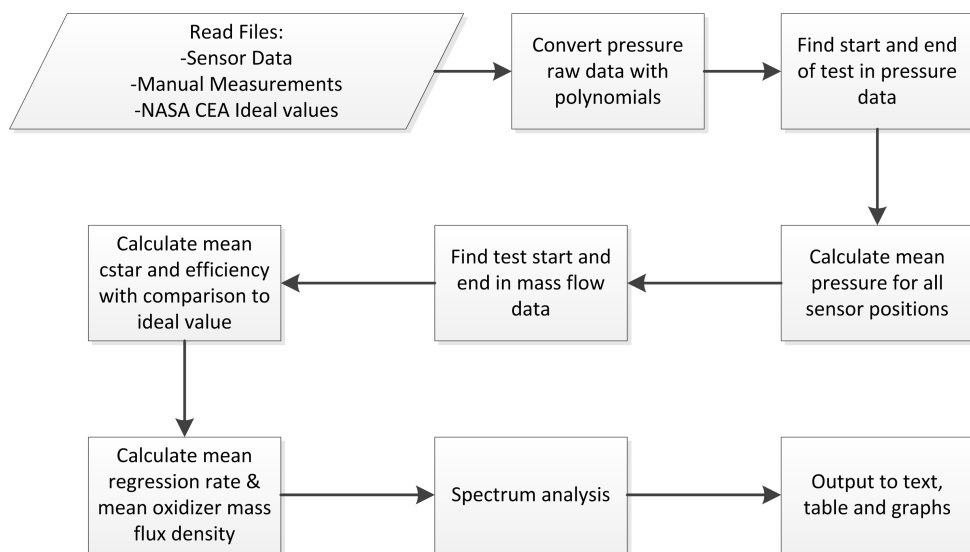 Read Files:
-Sensor Data
-Manual Measurements
-NASA CEA Ideal values
Convert pressure
raw data with
polynomials
Find start and end
of test in pressure
data
Calculate mean
pressure for all
sensor positions
Find test start and
end in mass flow
data
Calculate mean
cstar and efficiency
with comparison to
ideal value
Calculate mean
regression rate &
mean oxidizer mass
flux density
Spectrum analysis
Output to text,
table and graphs